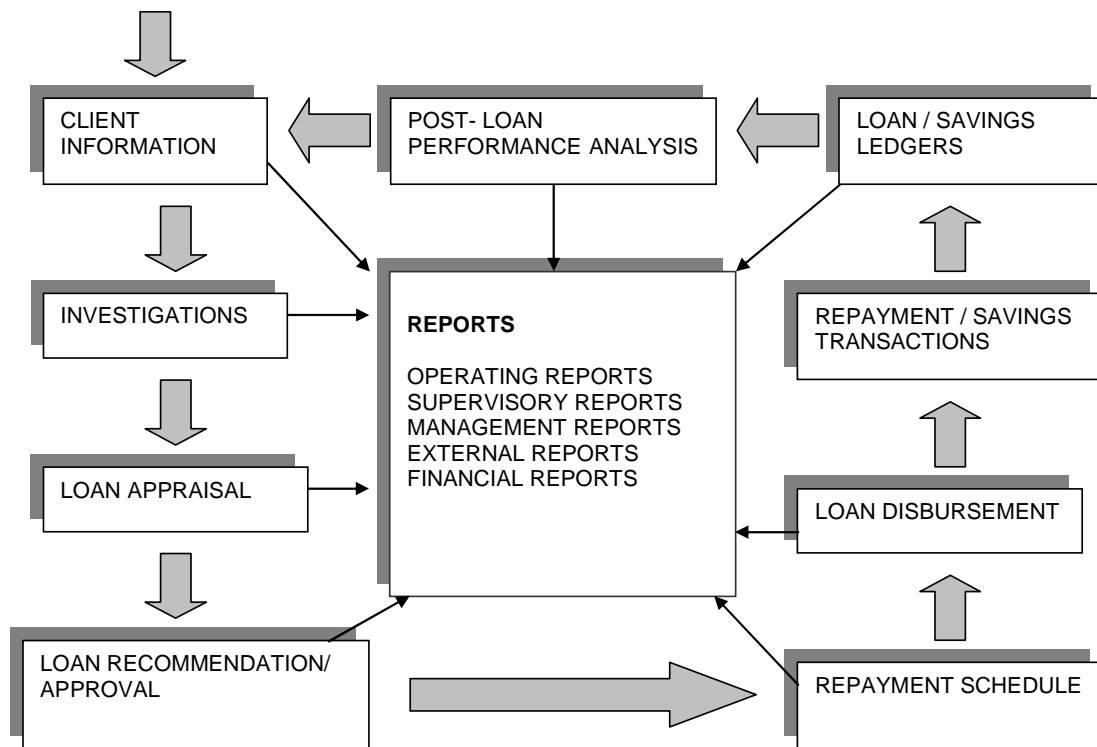 CLIENT
INFORMATION
POST- LOAN
PERFORMANCE ANALYSIS
LOAN / SAVINGS
LEDGERS
INVESTIGATIONS
REPORTS
OPERATING REPORTS
SUPERVISORY REPORTS
MANAGEMENT REPORTS
EXTERNAL REPORTS
FINANCIAL REPORTS
REPAYMENT / SAVINGS
TRANSACTIONS
LOAN APPRAISAL
LOAN DISBURSEMENT
LOAN RECOMMENDATION/
APPROVAL
REPAYMENT SCHEDULE